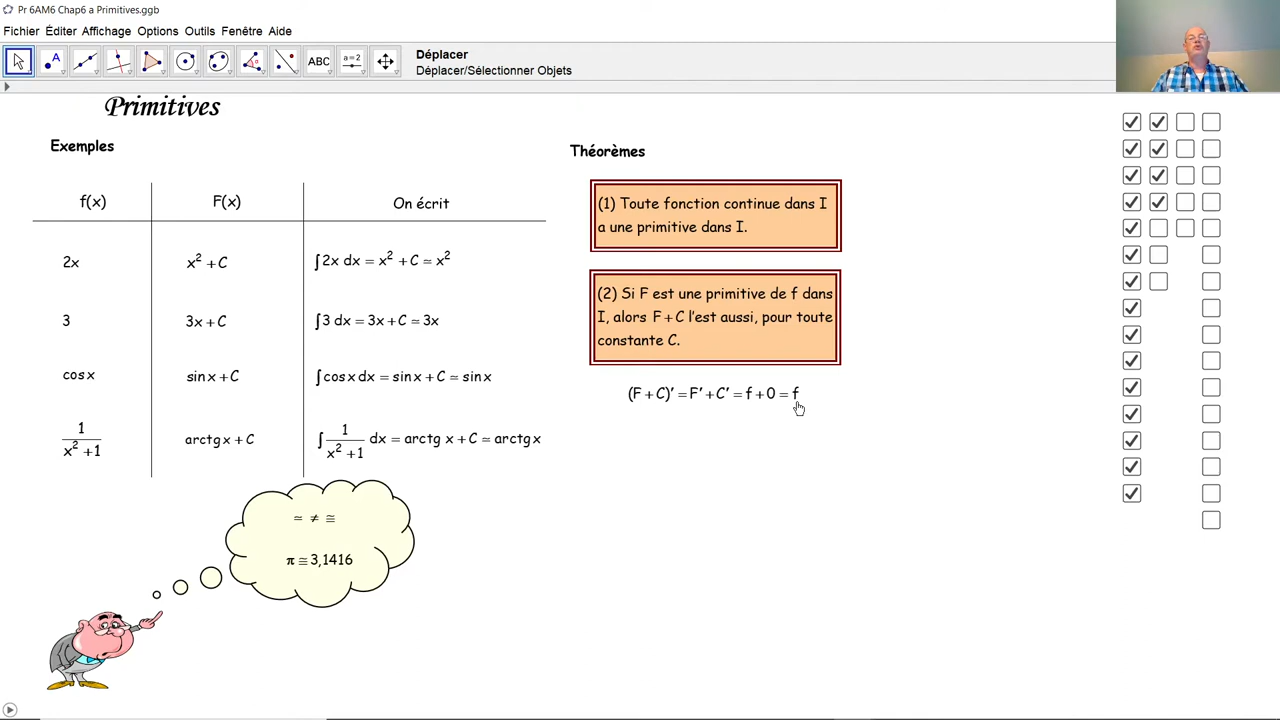 Pr 6AM6 Chap6 a Primitives.ggb
Fichier Éditer Affichage Options Outils Fenêtre Aide
A ABC a=2
Déplacer
Déplacer/Sélectionner Objets
Primitives
Exemples
f(x) F(x) On écrit
2x x² + C ∫2x dx = x² + C ≃ x²
3 3x + C ∫3 dx = 3x + C ≃ 3x
cos x sin x + C ∫cos x dx = sin x + C ≃ sin x
1/(x² + 1) arctg x + C ∫ 1/(x² + 1) dx = arctg x + C ≃ arctg x
≃ ≠ ≅
π ≅ 3,1416
Théorèmes
(1) Toute fonction continue dans I
a une primitive dans I.
(2) Si F est une primitive de f dans
I, alors F + C l'est aussi, pour toute
constante C.
(F + C)′ = F′ + C′ = f + 0 = f